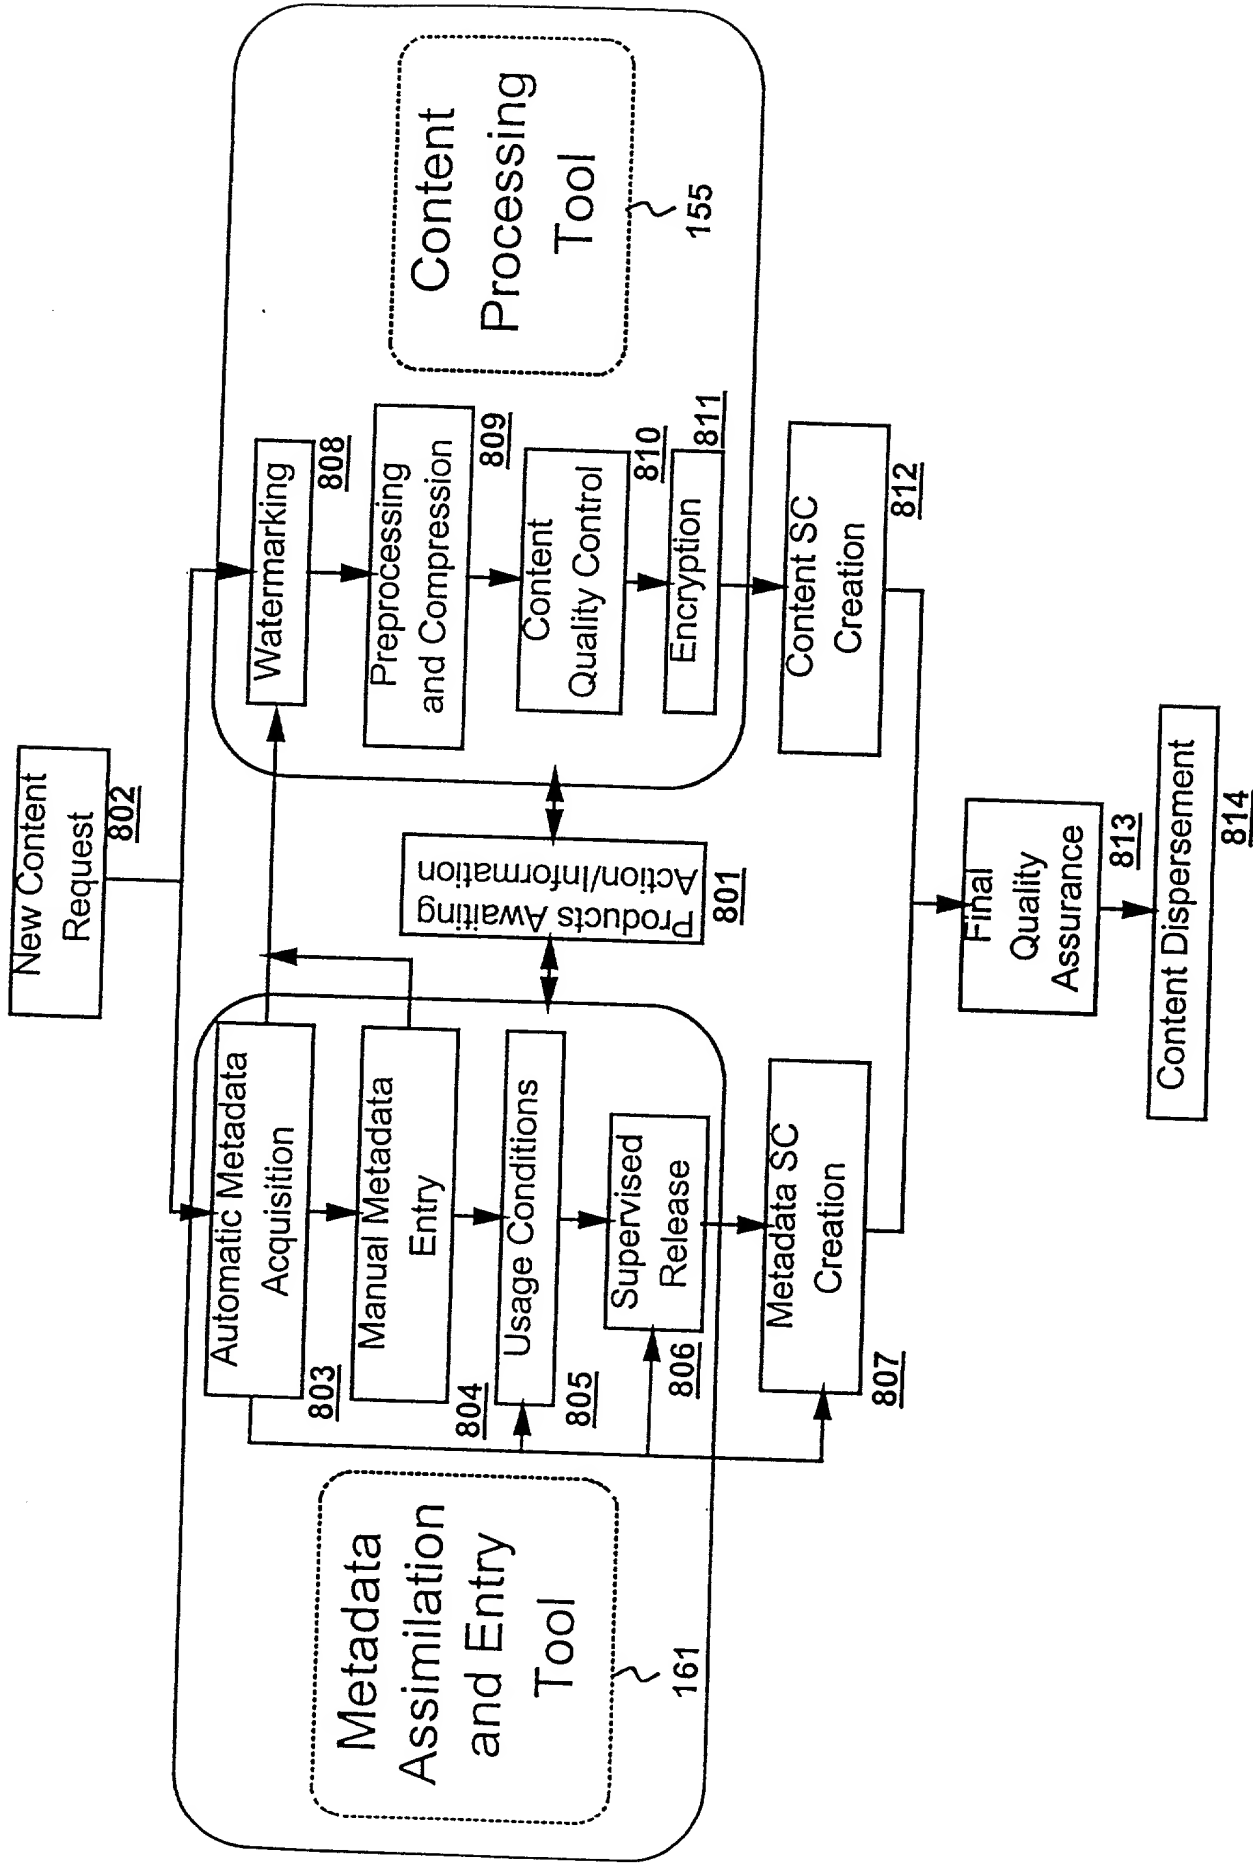 New Content
Request
802
Automatic Metadata
Acquisition
803
Manual Metadata
Entry
804
Usage Conditions
805
Supervised
Release
806
Metadata SC
Creation
807
Metadata
Assimilation
and Entry
Tool
161
Products Awaiting
Action/Information
801
Watermarking
808
Preprocessing
and Compression
809
Content
Quality Control
810
Encryption
811
Content SC
Creation
812
Content
Processing
Tool
155
Final
Quality
Assurance
813
Content Dispersement
814